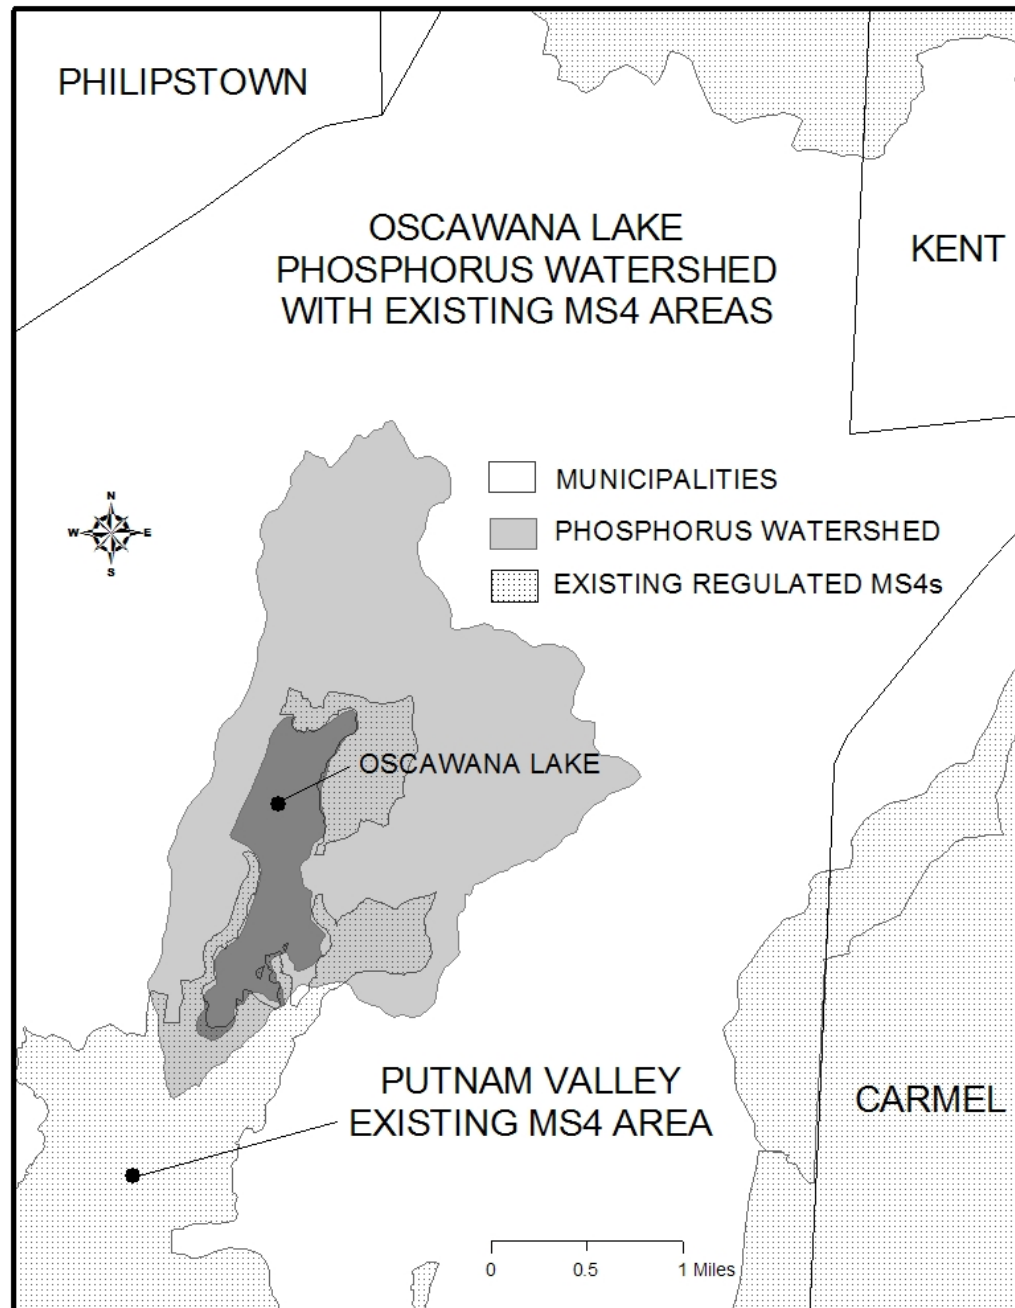 PHILIPSTOWN
OSCAWANA LAKE
PHOSPHORUS WATERSHED
WITH EXISTING MS4 AREAS
KENT
MUNICIPALITIES
PHOSPHORUS WATERSHED
EXISTING REGULATED MS4s
N
W E
S
OSCAWANA LAKE
PUTNAM VALLEY
EXISTING MS4 AREA
CARMEL
0 0.5 1 Miles